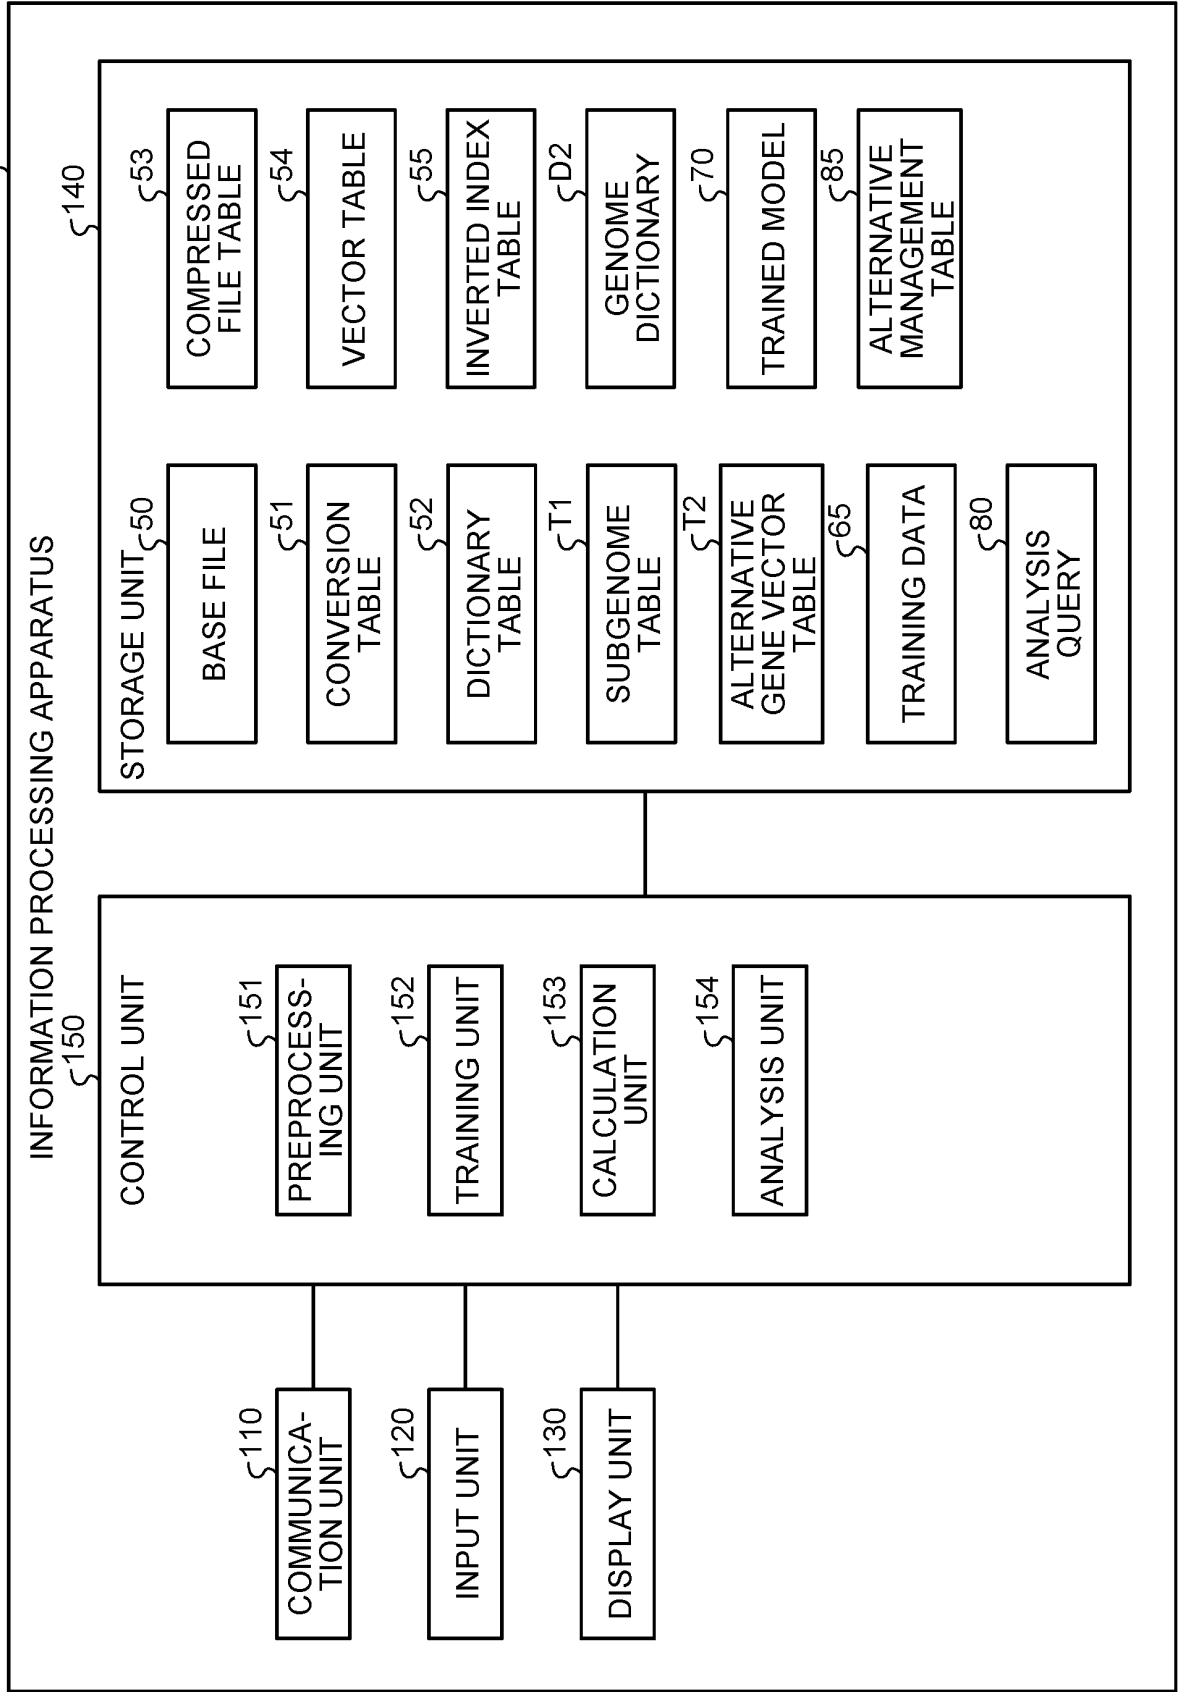 INFORMATION PROCESSING APPARATUS
110
COMMUNICA-
TION UNIT
120
INPUT UNIT
130
DISPLAY UNIT
150
CONTROL UNIT
151
PREPROCESS-
ING UNIT
152
TRAINING UNIT
153
CALCULATION
UNIT
154
ANALYSIS UNIT
140
STORAGE UNIT
50
BASE FILE
51
CONVERSION
TABLE
52
DICTIONARY
TABLE
T1
SUBGENOME
TABLE
T2
ALTERNATIVE
GENE VECTOR
TABLE
65
TRAINING DATA
80
ANALYSIS
QUERY
53
COMPRESSED
FILE TABLE
54
VECTOR TABLE
55
INVERTED INDEX
TABLE
D2
GENOME
DICTIONARY
70
TRAINED MODEL
85
ALTERNATIVE
MANAGEMENT
TABLE